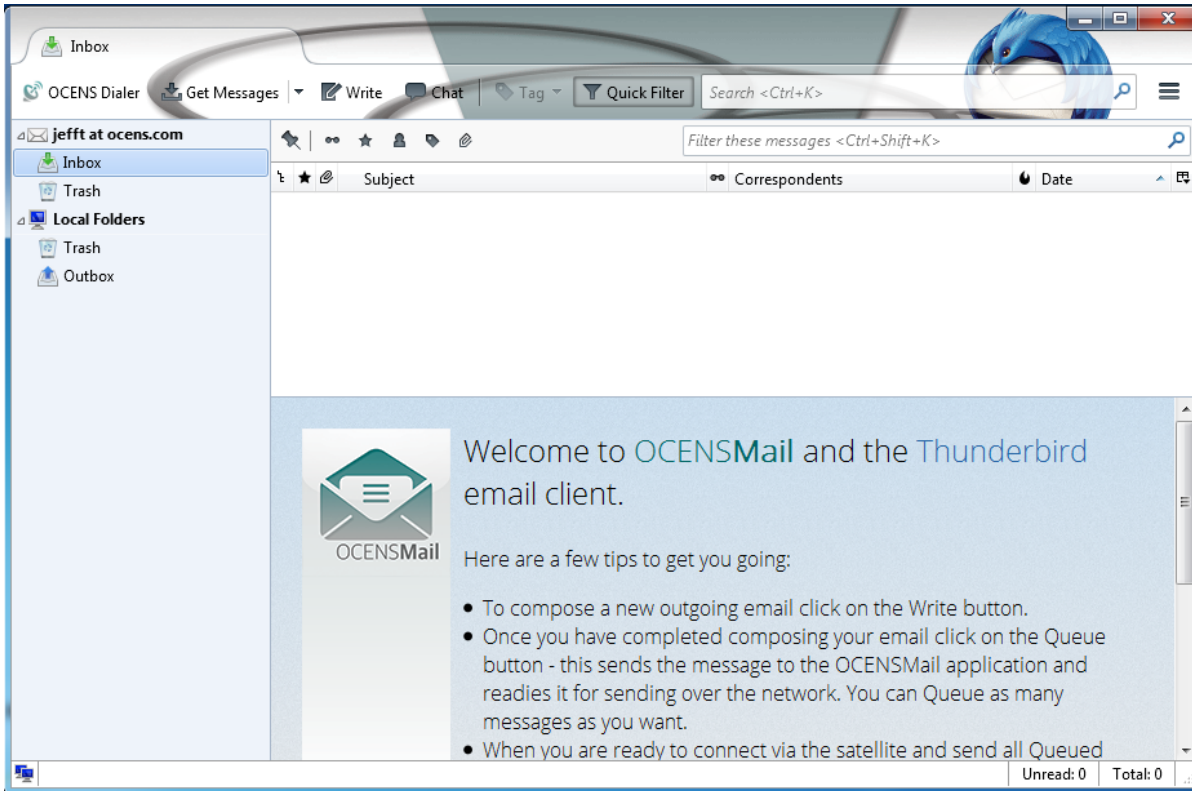 Inbox
OCENS Dialer Get Messages Write Chat Tag Quick Filter Search <Ctrl+K>
jefft at ocens.com
Inbox
Trash
Local Folders
Trash
Outbox
Filter these messages <Ctrl+Shift+K>
Subject Correspondents Date
OCENSMail
Welcome to OCENSMail and the Thunderbird
email client.
Here are a few tips to get you going:
• To compose a new outgoing email click on the Write button.
• Once you have completed composing your email click on the Queue
button - this sends the message to the OCENSMail application and
readies it for sending over the network. You can Queue as many
messages as you want.
• When you are ready to connect via the satellite and send all Queued
Unread: 0 Total: 0